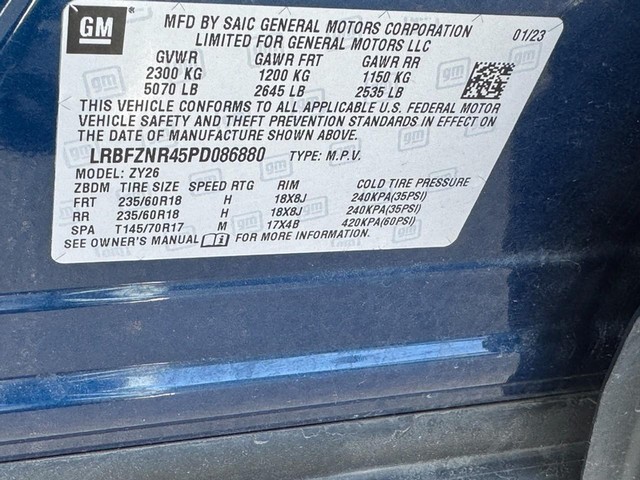 GM
MFD BY SAIC GENERAL MOTORS CORPORATION
LIMITED FOR GENERAL MOTORS LLC
01/23
GVWR GAWR FRT GAWR RR
2300 KG 1200 KG 1150 KG
5070 LB 2645 LB 2535 LB
THIS VEHICLE CONFORMS TO ALL APPLICABLE U.S. FEDERAL MOTOR
VEHICLE SAFETY AND THEFT PREVENTION STANDARDS IN EFFECT ON
THE DATE OF MANUFACTURE SHOWN ABOVE.
LRBFZNR45PD086880 TYPE: M.P.V.
MODEL: ZY26
ZBDM TIRE SIZE SPEED RTG RIM COLD TIRE PRESSURE
FRT 235/60R18 H 18X8J 240KPA(35PSI)
RR 235/60R18 H 18X8J 240KPA(35PSI)
SPA T145/70R17 M 17X4B 420KPA(60PSI)
SEE OWNER'S MANUAL FOR MORE INFORMATION.